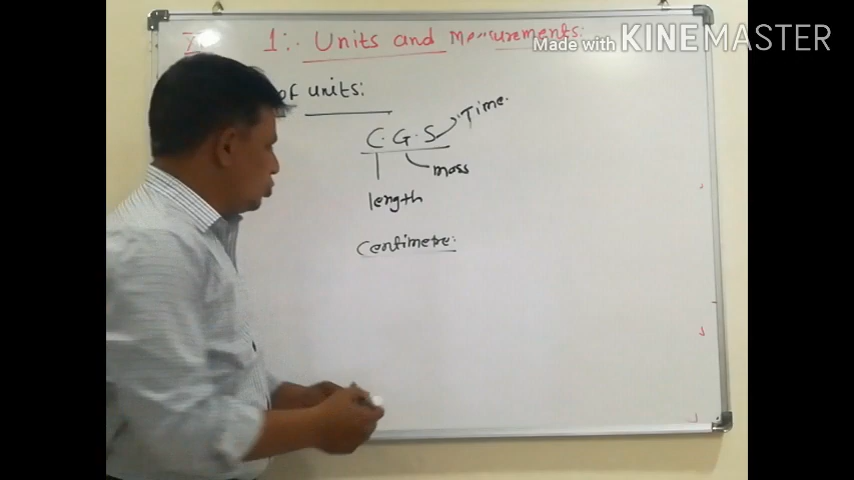 1:- Units and Measurements:
Made with KINEMASTER
of units:
C.G.S
Time.
mass
length
Centimetre: